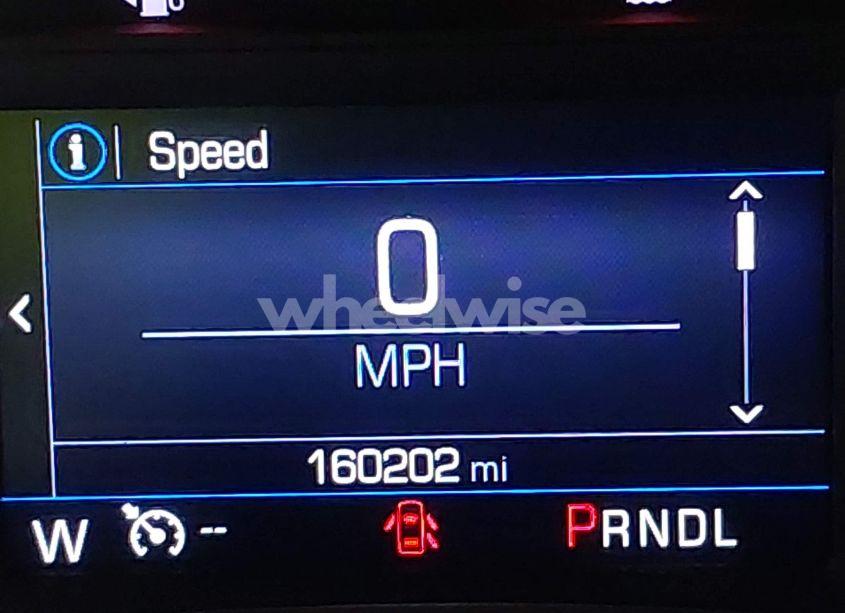 i Speed
0
wheelwise
MPH
160202 mi
W -- PRNDL